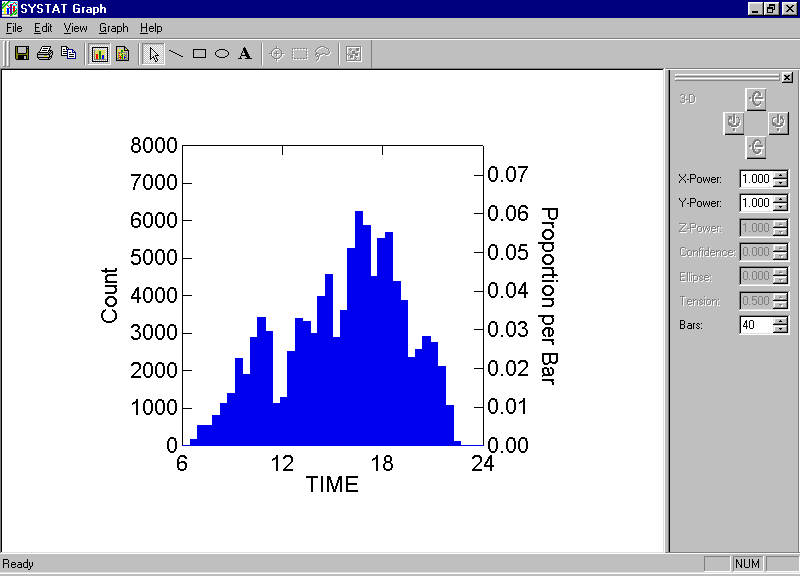 SYSTAT Graph
File Edit View Graph Help
A
3-D
X-Power: 1.000
Y-Power: 1.000
Z-Power: 1.000
Confidence: 0.000
Ellipse: 0.000
Tension: 0.500
Bars: 40
8000
7000
6000
5000
4000
3000
2000
1000
0
Count
0.07
0.06
0.05
0.04
0.03
0.02
0.01
0.00
Proportion per Bar
6 12 18 24
TIME
Ready NUM